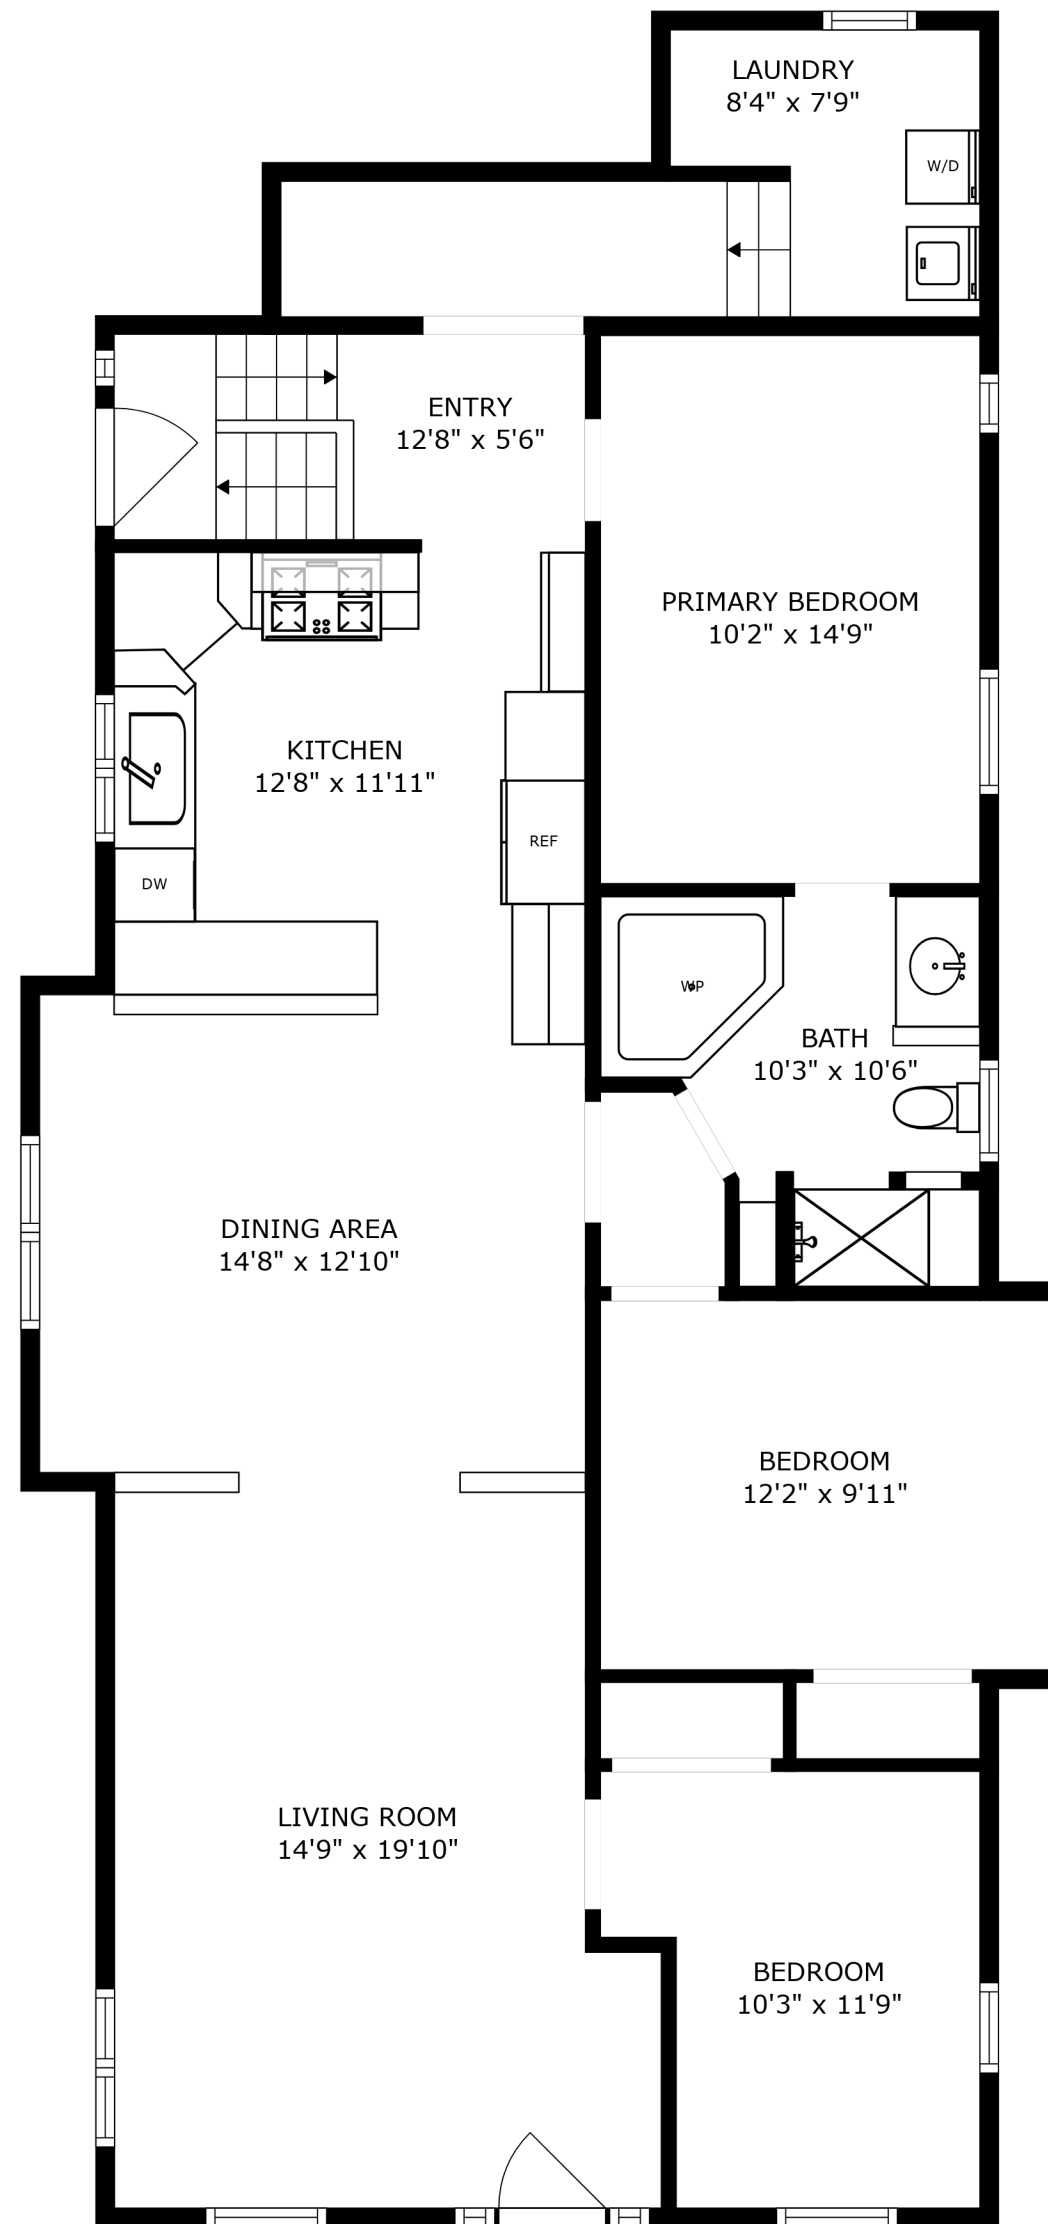 LAUNDRY
8'4" x 7'9"
W/D
ENTRY
12'8" x 5'6"
PRIMARY BEDROOM
10'2" x 14'9"
KITCHEN
12'8" x 11'11"
REF
DW
WP
BATH
10'3" x 10'6"
DINING AREA
14'8" x 12'10"
BEDROOM
12'2" x 9'11"
LIVING ROOM
14'9" x 19'10"
BEDROOM
10'3" x 11'9"